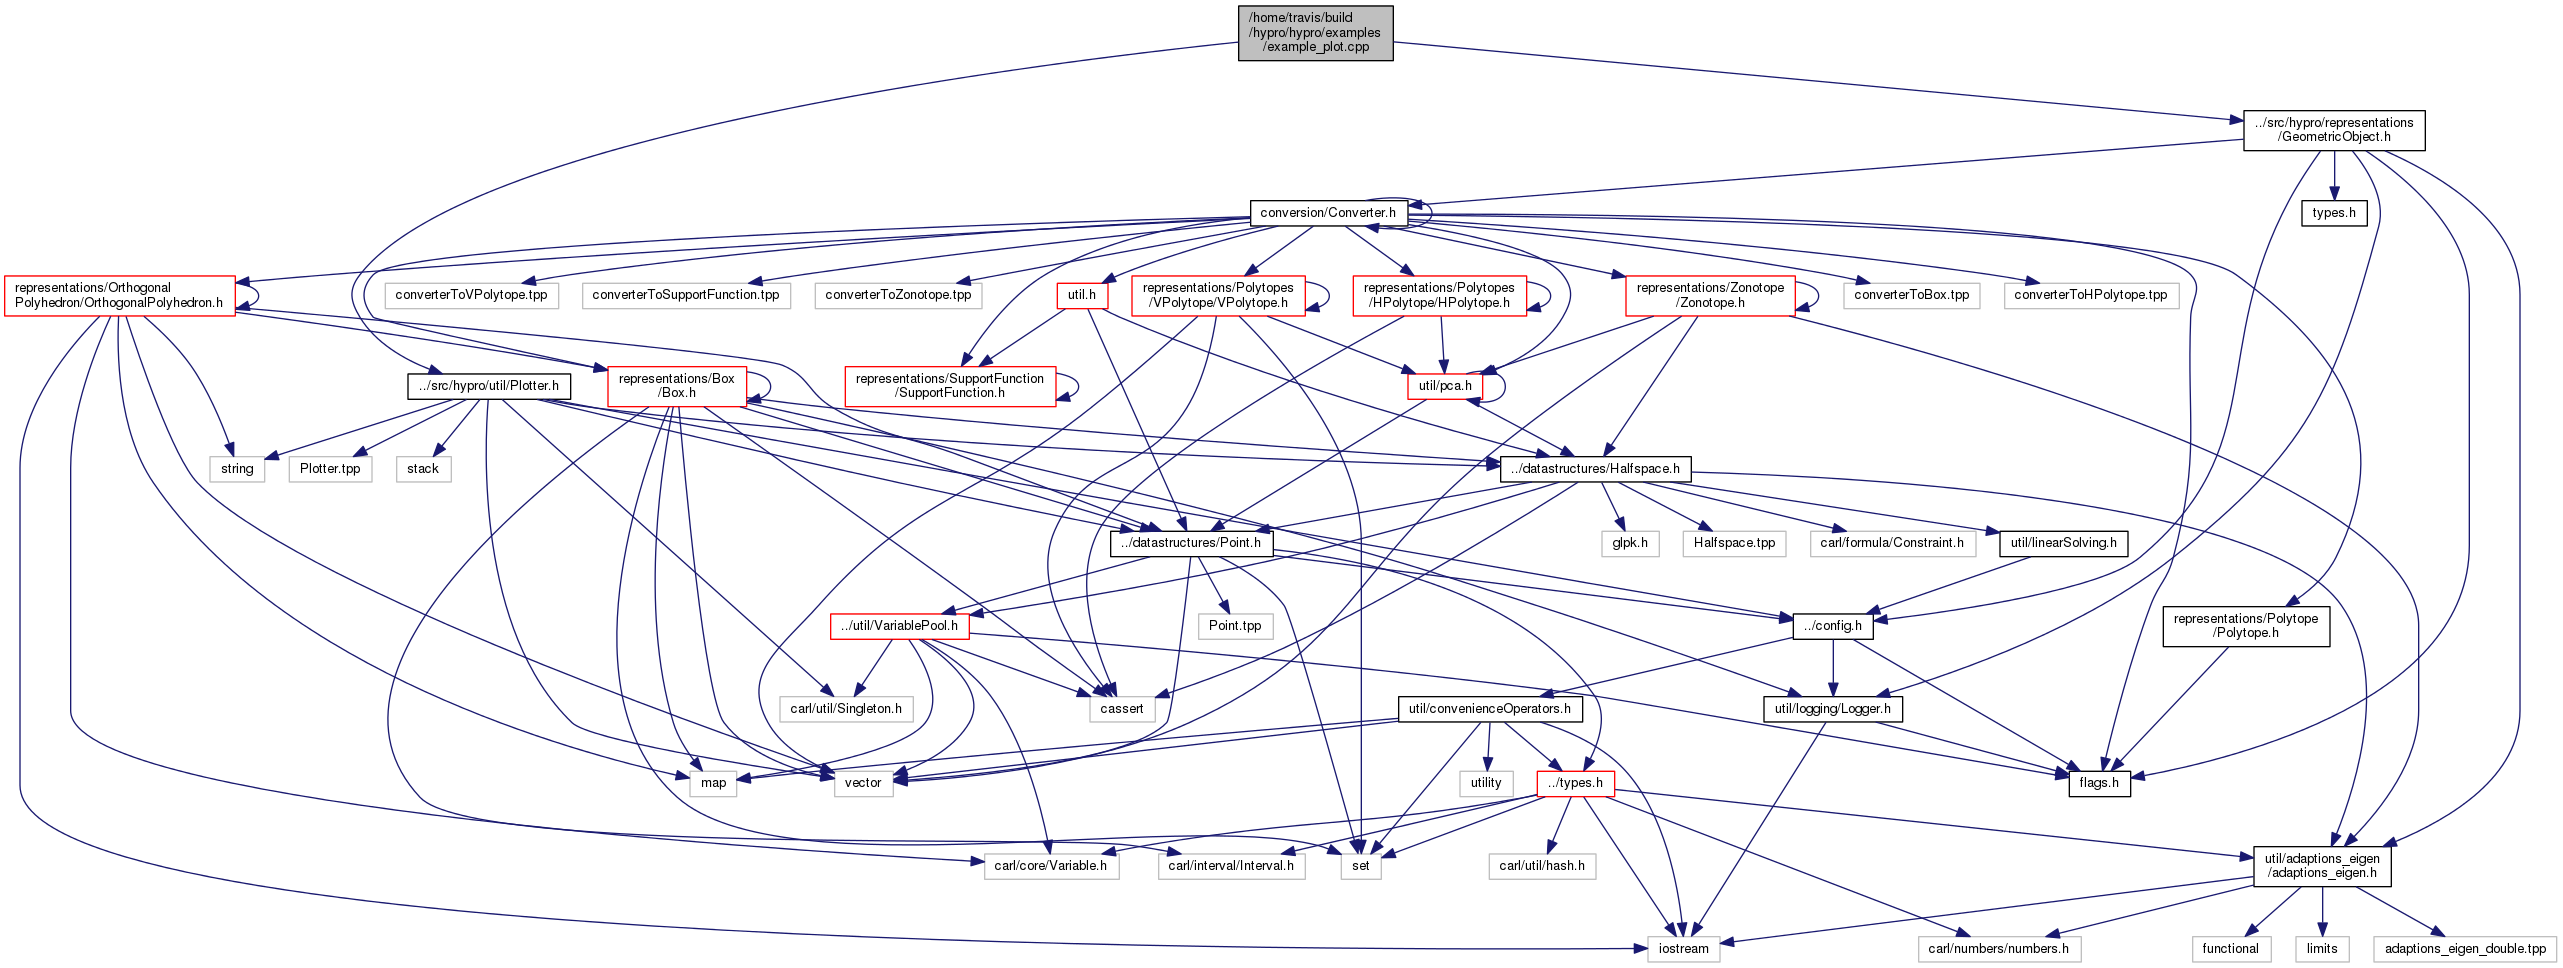 /home/travis/build
/hypro/hypro/examples
/example_plot.cpp
../src/hypro/representations
/GeometricObject.h
conversion/Converter.h
types.h
representations/Orthogonal
Polyhedron/OrthogonalPolyhedron.h
converterToVPolytope.tpp
converterToSupportFunction.tpp
converterToZonotope.tpp
util.h
representations/Polytopes
/VPolytope/VPolytope.h
representations/Polytopes
/HPolytope/HPolytope.h
representations/Zonotope
/Zonotope.h
converterToBox.tpp
converterToHPolytope.tpp
../src/hypro/util/Plotter.h
representations/Box
/Box.h
representations/SupportFunction
/SupportFunction.h
util/pca.h
string
Plotter.tpp
stack
../datastructures/Halfspace.h
../datastructures/Point.h
glpk.h
Halfspace.tpp
carl/formula/Constraint.h
util/linearSolving.h
../util/VariablePool.h
Point.tpp
../config.h
representations/Polytope
/Polytope.h
carl/util/Singleton.h
cassert
util/convenienceOperators.h
util/logging/Logger.h
map
vector
utility
../types.h
flags.h
carl/core/Variable.h
carl/interval/Interval.h
set
carl/util/hash.h
util/adaptions_eigen
/adaptions_eigen.h
iostream
carl/numbers/numbers.h
functional
limits
adaptions_eigen_double.tpp